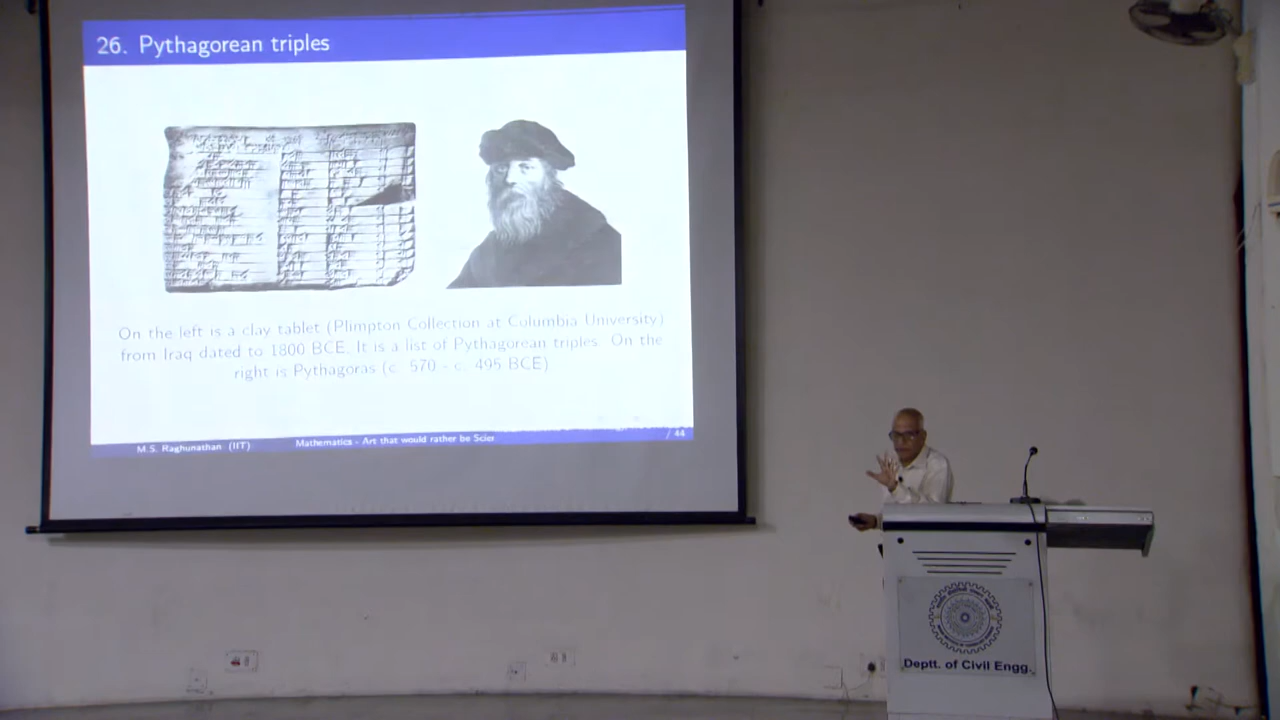 26. Pythagorean triples
On the left is a clay tablet (Plimpton Collection at Columbia University)
from Iraq dated to 1800 BCE. It is a list of Pythagorean triples. On the
right is Pythagoras (c. 570 - c. 495 BCE)
M.S. Raghunathan (IIT) Mathematics - Art that would rather be Scier / 44
Deptt. of Civil Engg.